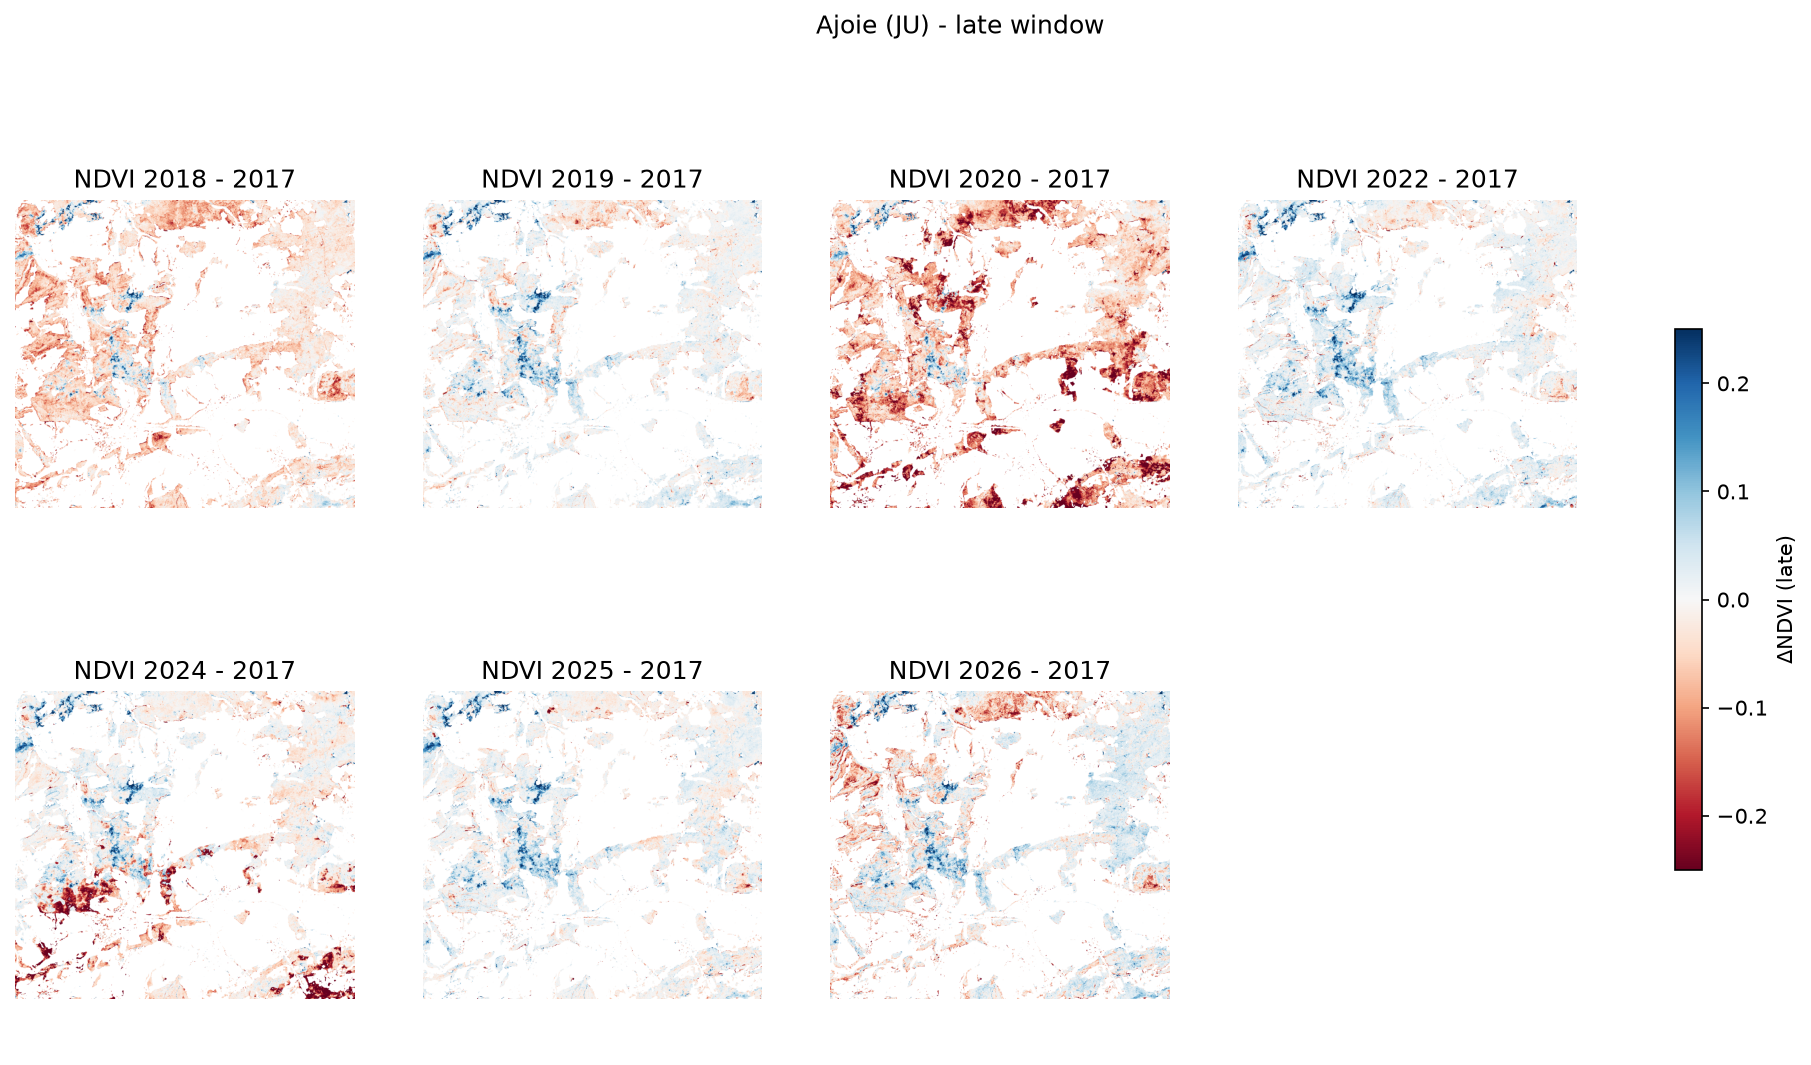 Ajoie (JU) - late window
NDVI 2018 - 2017
NDVI 2019 - 2017
NDVI 2020 - 2017
NDVI 2022 - 2017
NDVI 2024 - 2017
NDVI 2025 - 2017
NDVI 2026 - 2017
0.2
0.1
0.0
−0.1
−0.2
ΔNDVI (late)